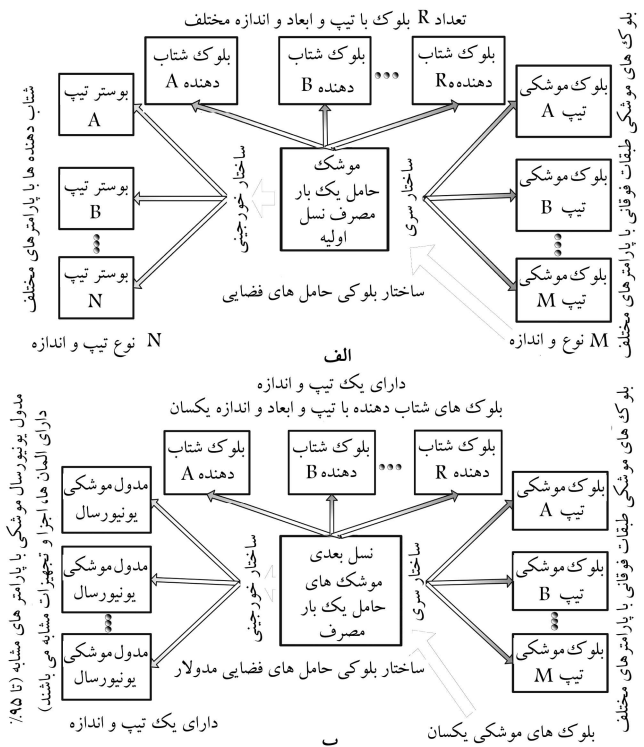 تعداد R بلوک با تیپ و ابعاد و اندازه مختلف
بلوک های موشکی طبقات فوقانی با پارامترهای مختلف
بلوک موشکی
تیپ A
بلوک موشکی
تیپ B
بلوک موشکی
تیپ M
M نوع و اندازه
ساختار سری
بلوک شتاب
دهندهR
بلوک شتاب
دهنده B
بلوک شتاب
دهنده A
موشک
حامل یک بار
مصرف نسل
اولیه
ساختار خورجینی
بوستر تیپ
A
بوستر تیپ
B
بوستر تیپ
N
شتاب دهنده ها با پارامترهای مختلف
N نوع تیپ و اندازه
ساختار بلوکی حامل های فضایی
الف
دارای یک تیپ و اندازه
بلوک های شتاب دهنده با تیپ و ابعاد و اندازه یکسان
بلوک های موشکی طبقات فوقانی با پارامترهای مختلف
بلوک موشکی
تیپ A
بلوک موشکی
تیپ B
بلوک موشکی
تیپ M
بلوک های موشکی یکسان
ساختار سری
بلوک شتاب
دهنده R
بلوک شتاب
دهنده B
بلوک شتاب
دهنده A
نسل بعدی
موشک های
حامل یک بار
مصرف
ساختار خورجینی
مدول موشکی
یونیورسال
مدول موشکی
یونیورسال
مدول موشکی
یونیورسال
مدول یونیورسال موشکی با پارامتر های مشابه (تا ۹۵٪
دارای المان ها، اجزا و تجهیزات مشابه می باشند)
دارای یک تیپ و اندازه
ساختار بلوکی حامل های فضایی مدولار
ب